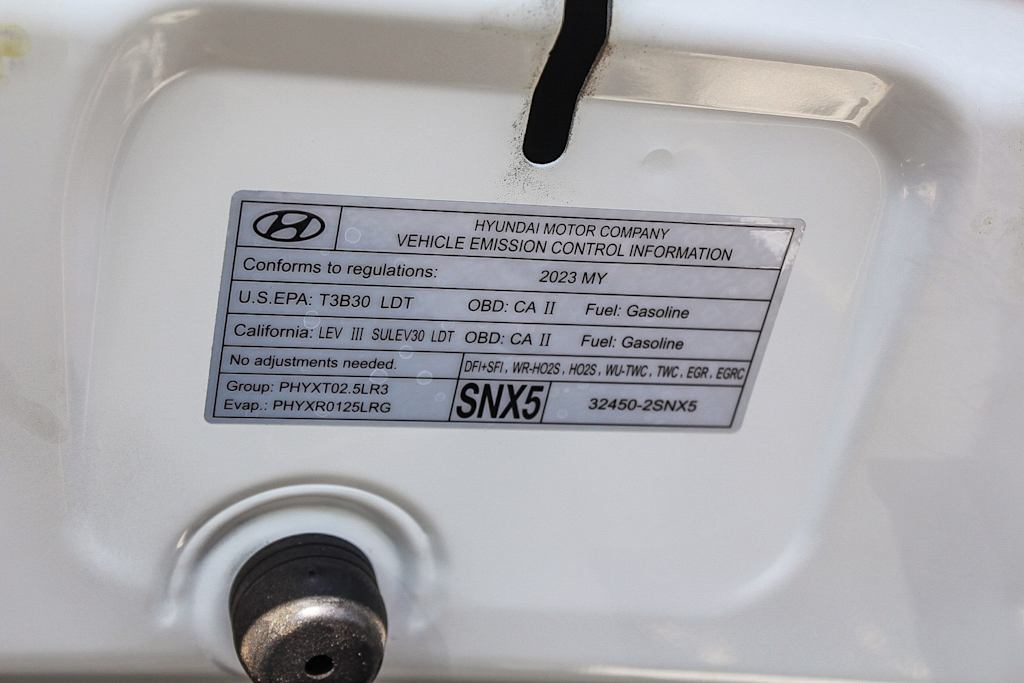 HYUNDAI MOTOR COMPANY
VEHICLE EMISSION CONTROL INFORMATION
Conforms to regulations: 2023 MY
U.S.EPA: T3B30 LDT OBD: CA II Fuel: Gasoline
California: LEV III SULEV30 LDT OBD: CA II Fuel: Gasoline
No adjustments needed. DFI+SFI, WR-HO2S, HO2S, WU-TWC, TWC, EGR, EGRC
Group: PHYXT02.5LR3
Evap.: PHYXR0125LRG
SNX5 32450-2SNX5